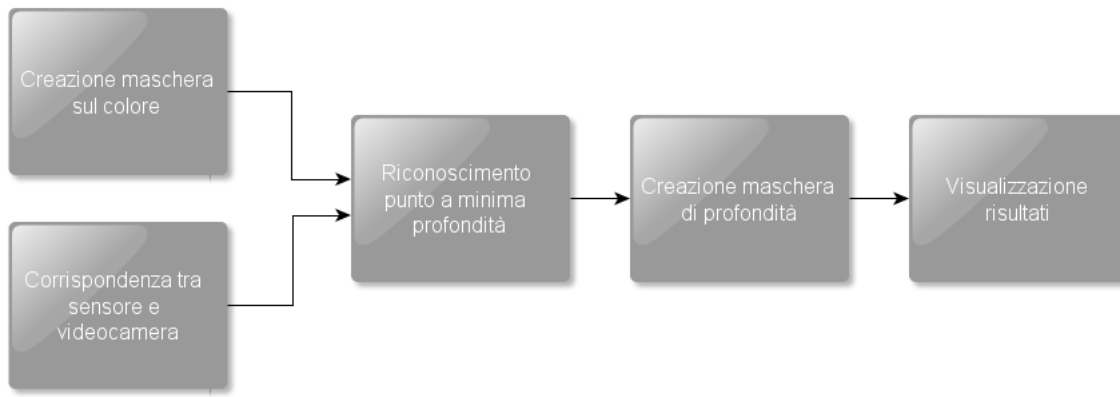 Creazione maschera
sul colore
Corrispondenza tra
sensore e
videocamera
Riconoscimento
punto a minima
profondità
Creazione maschera
di profondità
Visualizzazione
risultati